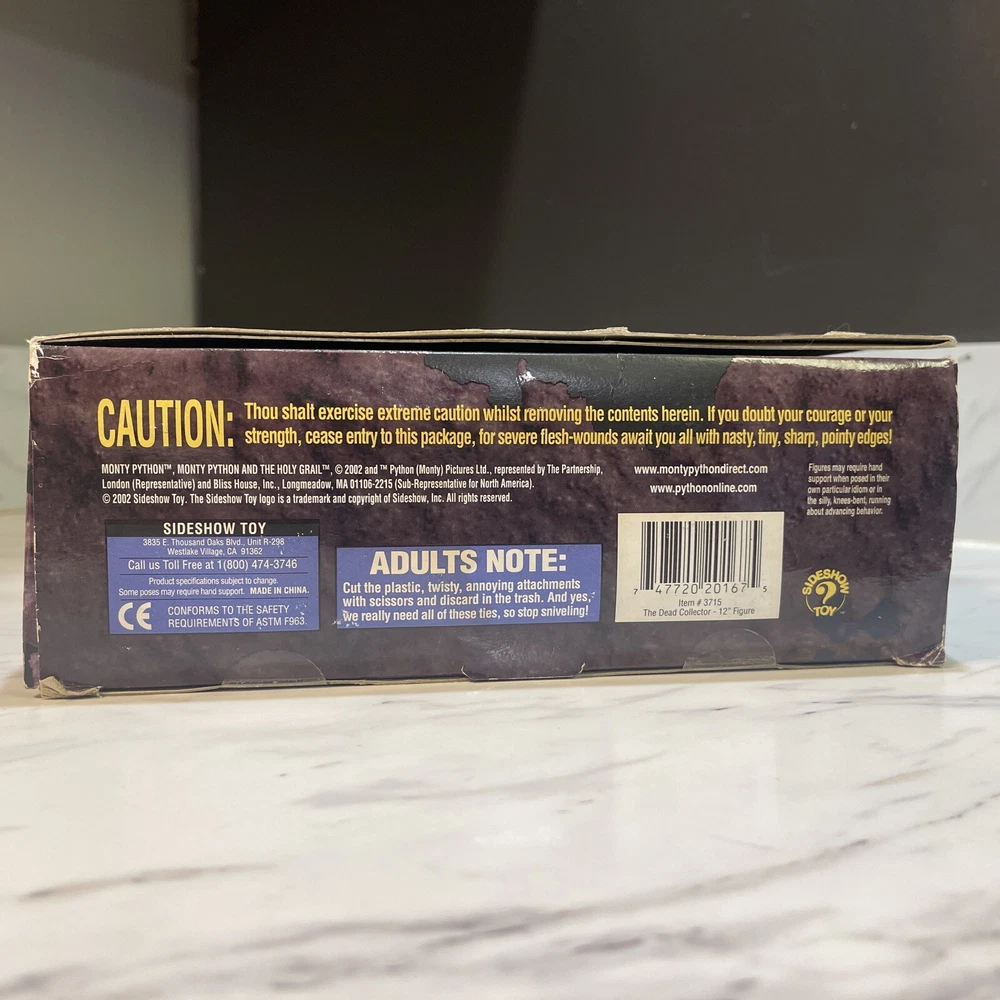 CAUTION: Thou shalt exercise extreme caution whilst removing the contents herein. If you doubt your courage or your
strength, cease entry to this package, for severe flesh-wounds await you all with nasty, tiny, sharp, pointy edges!
MONTY PYTHON™, MONTY PYTHON AND THE HOLY GRAIL™, © 2002 and ™ Python (Monty) Pictures Ltd., represented by The Partnership,
London (Representative) and Bliss House, Inc., Longmeadow, MA 01106-2215 (Sub-Representative for North America).
© 2002 Sideshow Toy. The Sideshow Toy logo is a trademark and copyright of Sideshow, Inc. All rights reserved.
www.montypythondirect.com
www.pythononline.com
Figures may require hand
support when posed in their
own particular idiom or in
the silly, knees-bent, running
about advancing behavior.
SIDESHOW TOY
3835 E. Thousand Oaks Blvd., Unit R-298
Westlake Village, CA 91362
Call us Toll Free at 1(800) 474-3746
Product specifications subject to change.
Some poses may require hand support. MADE IN CHINA.
CE CONFORMS TO THE SAFETY
REQUIREMENTS OF ASTM F963.
ADULTS NOTE:
Cut the plastic, twisty, annoying attachments
with scissors and discard in the trash. And yes,
we really need all of these ties, so stop sniveling!
7 47720 20167 5
Item # 3715
The Dead Collector - 12" Figure
SIDESHOW
?
TOY